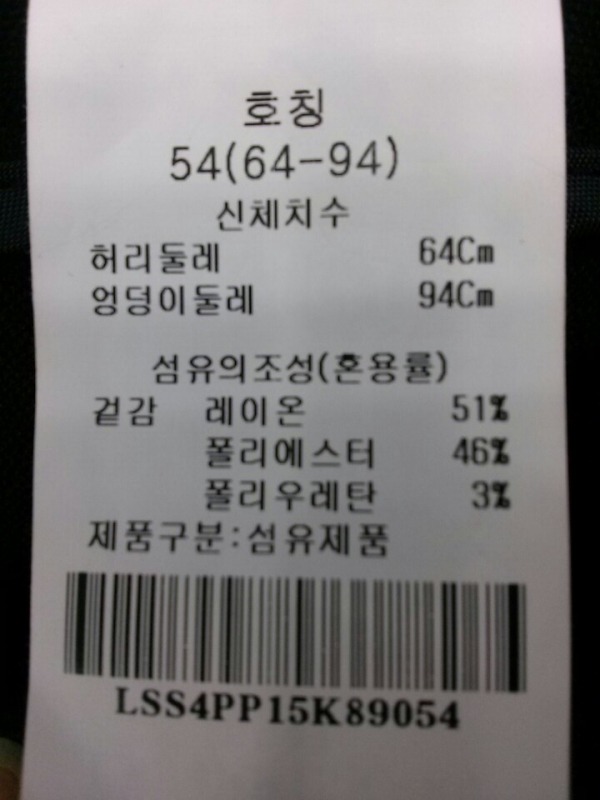 호칭
54(64-94)
신체치수
허리둘레 64Cm
엉덩이둘레 94Cm
섬유의조성(혼용률)
겉감 레이온 51%
폴리에스터 46%
폴리우레탄 3%
제품구분:섬유제품
LSS4PP15K89054